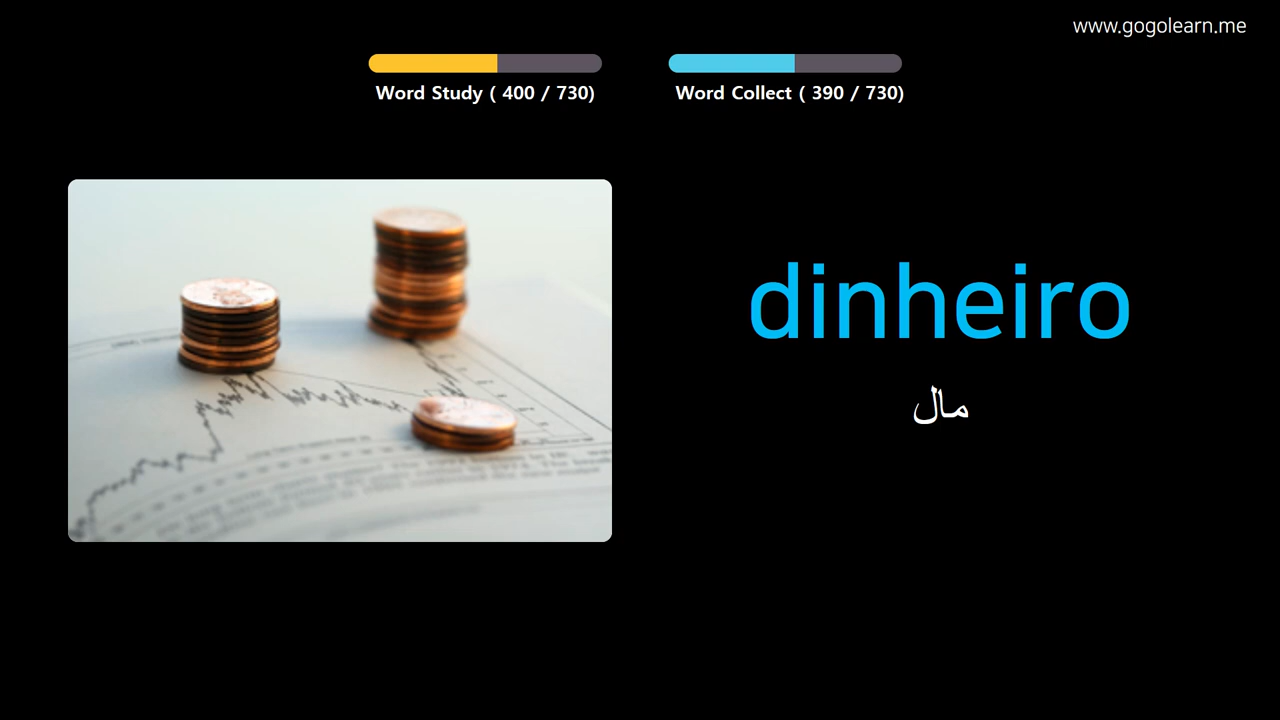 www.gogolearn.me
Word Study ( 400 / 730)
Word Collect ( 390 / 730)
dinheiro
مال